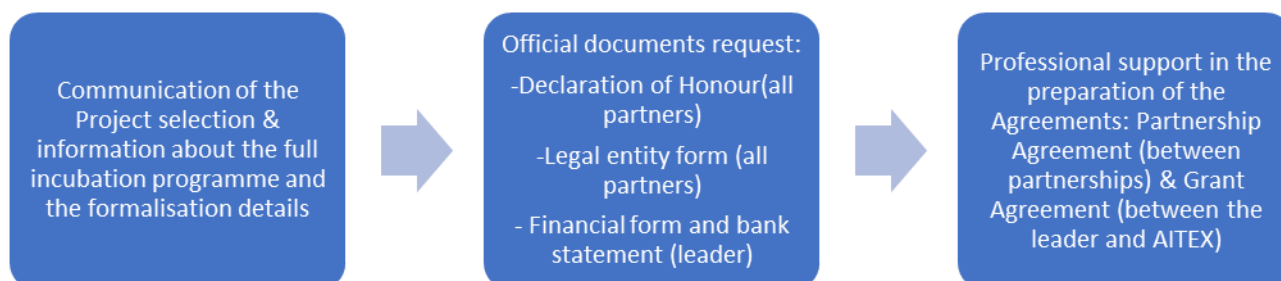 Communication of the
Project selection &
information about the full
incubation programme and
the formalisation details
Official documents request:
-Declaration of Honour(all
partners)
-Legal entity form (all
partners)
- Financial form and bank
statement (leader)
Professional support in the
preparation of the
Agreements: Partnership
Agreement (between
partnerships) & Grant
Agreement (between the
leader and AITEX)